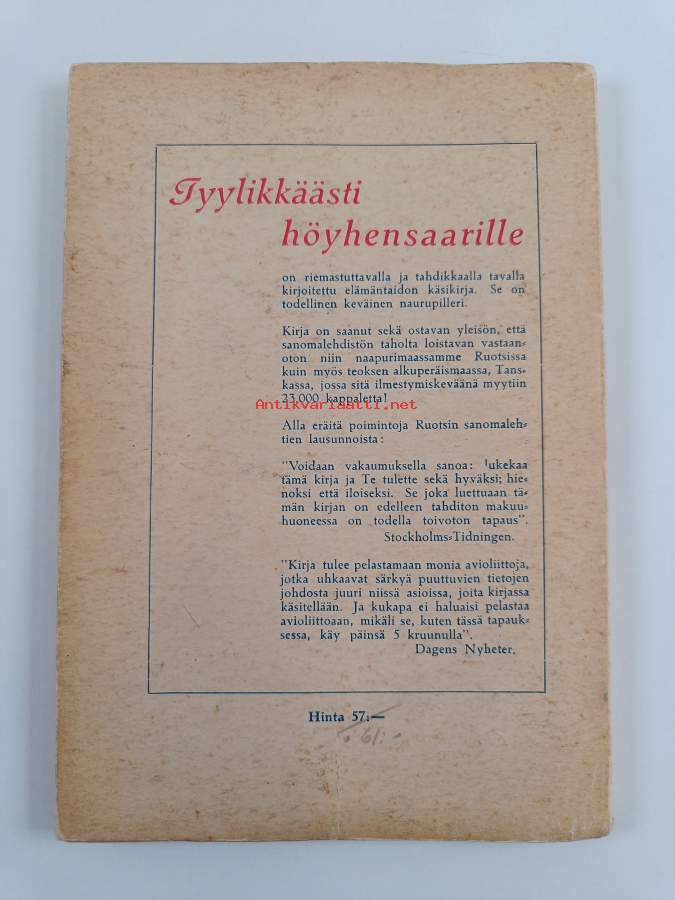 Tyylikkäästi
höyhensaarille
on riemastuttavalla ja tahdikkaalla tavalla
kirjoitettu elämäntaidon käsikirja. Se on
todellinen keväinen naurupilleri.
Kirja on saanut sekä ostavan yleisön, että
sanomalehdistön taholta loistavan vastaan-
oton niin naapurimaassamme Ruotsissa
kuin myös teoksen alkuperäismaassa, Tans-
kassa, jossa sitä ilmestymiskeväänä myytiin
23.000 kappaletta!
Antikvariaatti.net
Alla eräitä poimintoja Ruotsin sanomaleh-
tien lausunnoista:
"Voidaan vakaumuksella sanoa: lukekaa
tämä kirja ja Te tulette sekä hyväksi; hie-
noksi että iloiseksi. Se joka luettuaan tä-
män kirjan on edelleen tahditon makuu-
huoneessa on todella toivoton tapaus".
Stockholms-Tidningen.
"Kirja tulee pelastamaan monia avioliittoja,
jotka uhkaavat särkyä puuttuvien tietojen
johdosta juuri niissä asioissa, joita kirjassa
käsitellään. Ja kukapa ei haluaisi pelastaa
avioliittoaan, mikäli se, kuten tässä tapauk-
sessa, käy päinsä 5 kruunulla".
Dagens Nyheter.
Hinta 57:—
61:-